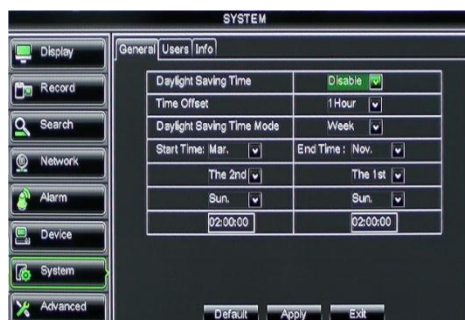 SYSTEM
General Users Info
Display
Record
Search
Network
Alarm
Device
System
Advanced
Daylight Saving Time Disable
Time Offset 1Hour
Daylight Saving Time Mode Week
Start Time: Mar. End Time : Nov.
The 2nd The 1st
Sun. Sun.
02:00:00 02:00:00
Default Apply Exit